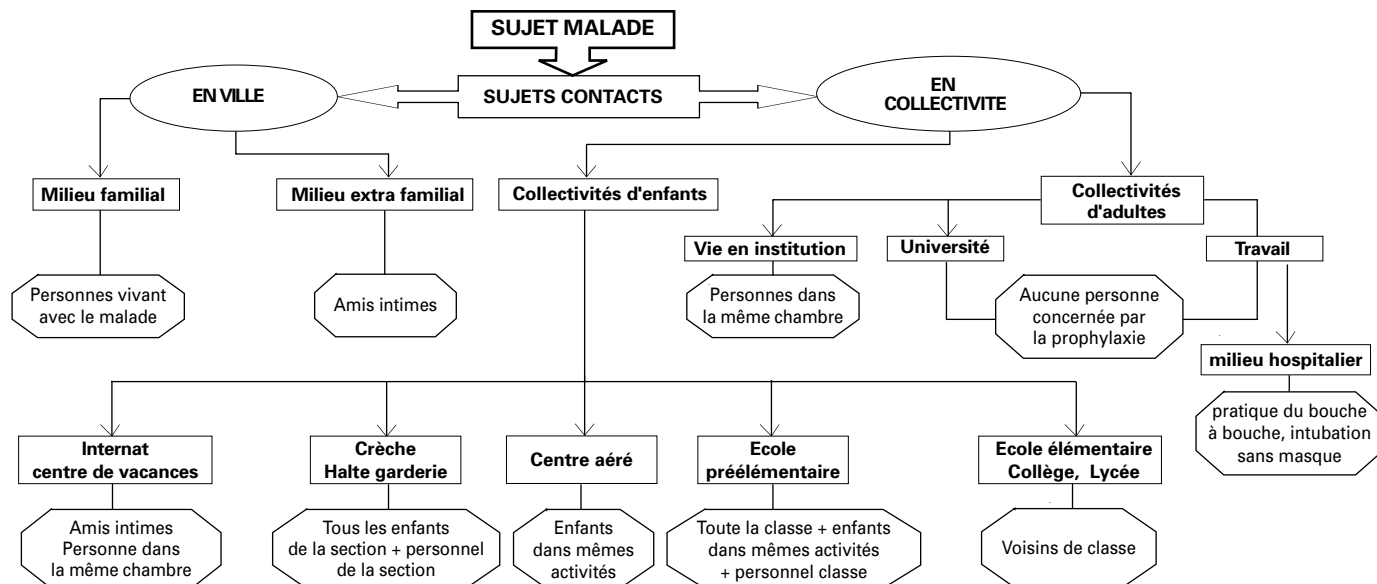 SUJET MALADE
SUJETS CONTACTS
EN VILLE
EN
COLLECTIVITE
Milieu familial
Milieu extra familial
Collectivités d'enfants
Collectivités
d'adultes
Vie en institution
Université
Travail
Personnes vivant
avec le malade
Amis intimes
Personnes dans
la même chambre
Aucune personne
concernée par
la prophylaxie
milieu hospitalier
pratique du bouche
à bouche, intubation
sans masque
Internat
centre de vacances
Crèche
Halte garderie
Centre aéré
Ecole
préélémentaire
Ecole élémentaire
Collège, Lycée
Amis intimes
Personne dans
la même chambre
Tous les enfants
de la section + personnel
de la section
Enfants
dans mêmes
activités
Toute la classe + enfants
dans mêmes activités
+ personnel classe
Voisins de classe